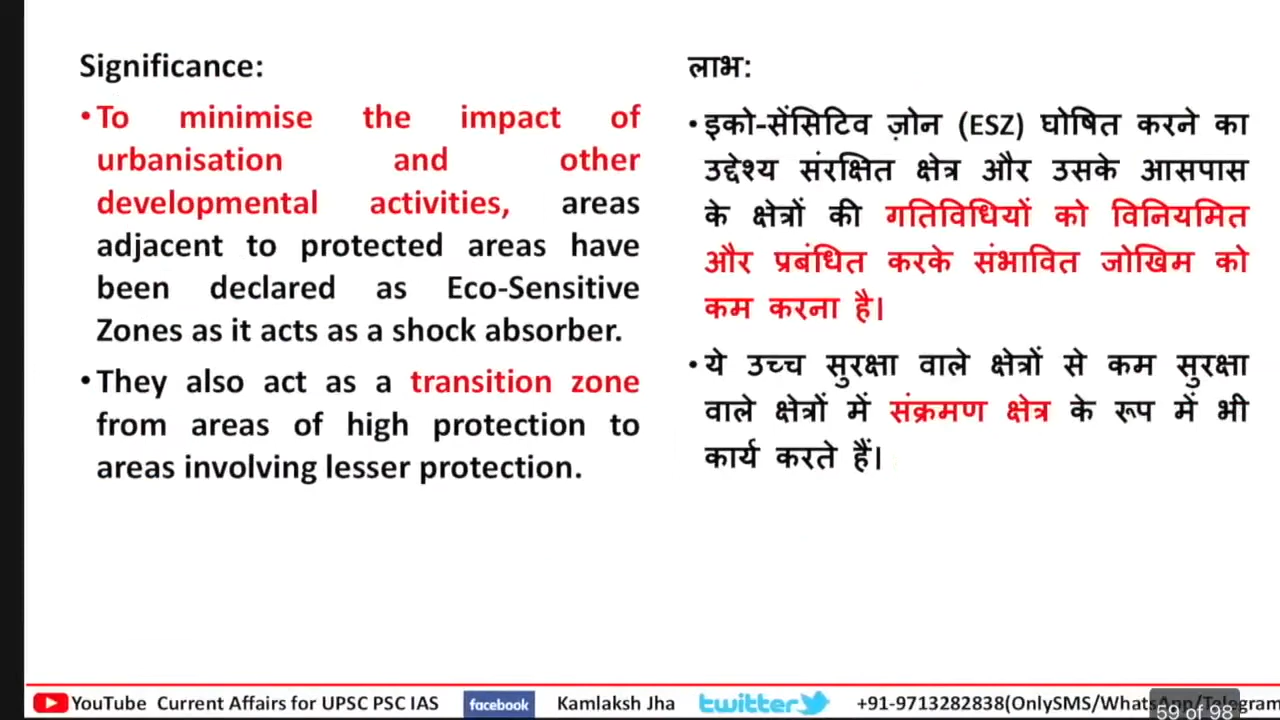 Significance:
•To minimise the impact of
urbanisation and other
developmental activities, areas
adjacent to protected areas have
been declared as Eco-Sensitive
Zones as it acts as a shock absorber.
•They also act as a transition zone
from areas of high protection to
areas involving lesser protection.
लाभ:
•इको-सेंसिटिव ज़ोन (ESZ) घोषित करने का
उद्देश्य संरक्षित क्षेत्र और उसके आसपास
के क्षेत्रों की गतिविधियों को विनियमित
और प्रबंधित करके संभावित जोखिम को
कम करना है।
•ये उच्च सुरक्षा वाले क्षेत्रों से कम सुरक्षा
वाले क्षेत्रों में संक्रमण क्षेत्र के रूप में भी
कार्य करते हैं।
YouTube Current Affairs for UPSC PSC IAS facebook Kamlaksh Jha twitter +91-9713282838(OnlySMS/WhatsApp/Telegram
59 of 98